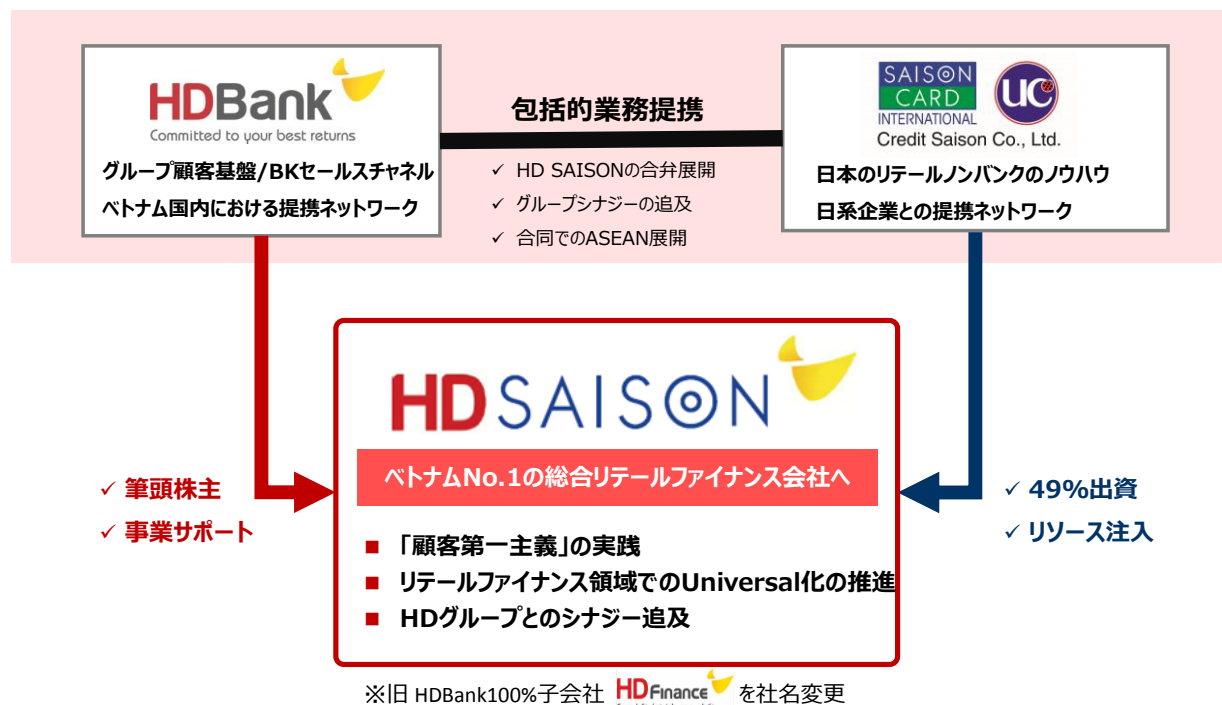 HDBank
Committed to your best returns
グループ顧客基盤/BKセールスチャネル
ベトナム国内における提携ネットワーク
包括的業務提携
✓ HD SAISONの合弁展開
✓ グループシナジーの追及
✓ 合同でのASEAN展開
SAISON
CARD
INTERNATIONAL
UC
Credit Saison Co., Ltd.
日本のリテールノンバンクのノウハウ
日系企業との提携ネットワーク
✓ 筆頭株主
✓ 事業サポート
HD SAISON
ベトナムNo.1の総合リテールファイナンス会社へ
■ 「顧客第一主義」の実践
■ リテールファイナンス領域でのUniversal化の推進
■ HDグループとのシナジー追及
✓ 49%出資
✓ リソース注入
※旧 HDBank100%子会社 HDFinance を社名変更